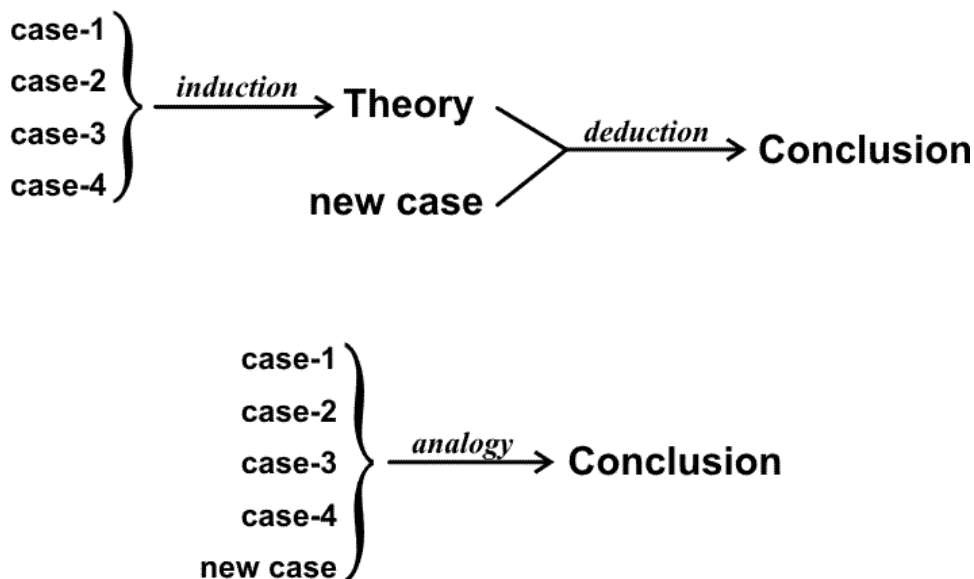 case-1
case-2
case-3
case-4
induction
Theory
new case
deduction
Conclusion
case-1
case-2
case-3
case-4
new case
analogy
Conclusion